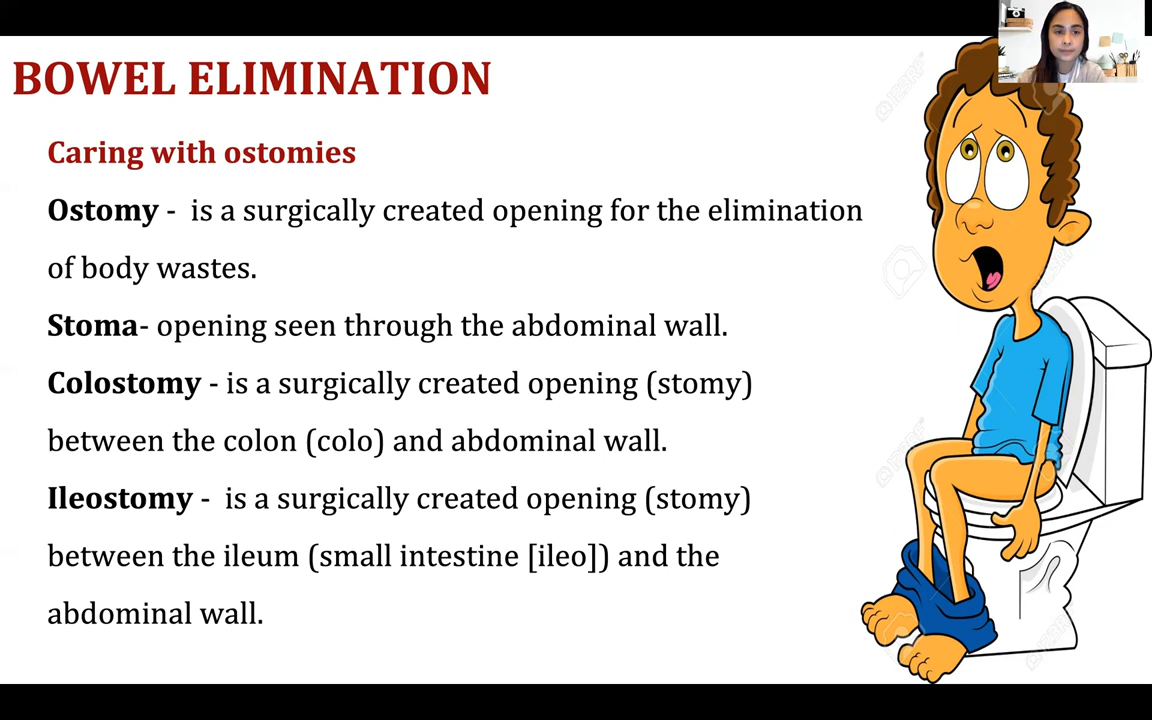 BOWEL ELIMINATION
Caring with ostomies
Ostomy -  is a surgically created opening for the elimination
of body wastes.
Stoma- opening seen through the abdominal wall.
Colostomy - is a surgically created opening (stomy)
between the colon (colo) and abdominal wall.
Ileostomy -  is a surgically created opening (stomy)
between the ileum (small intestine [ileo]) and the
abdominal wall.